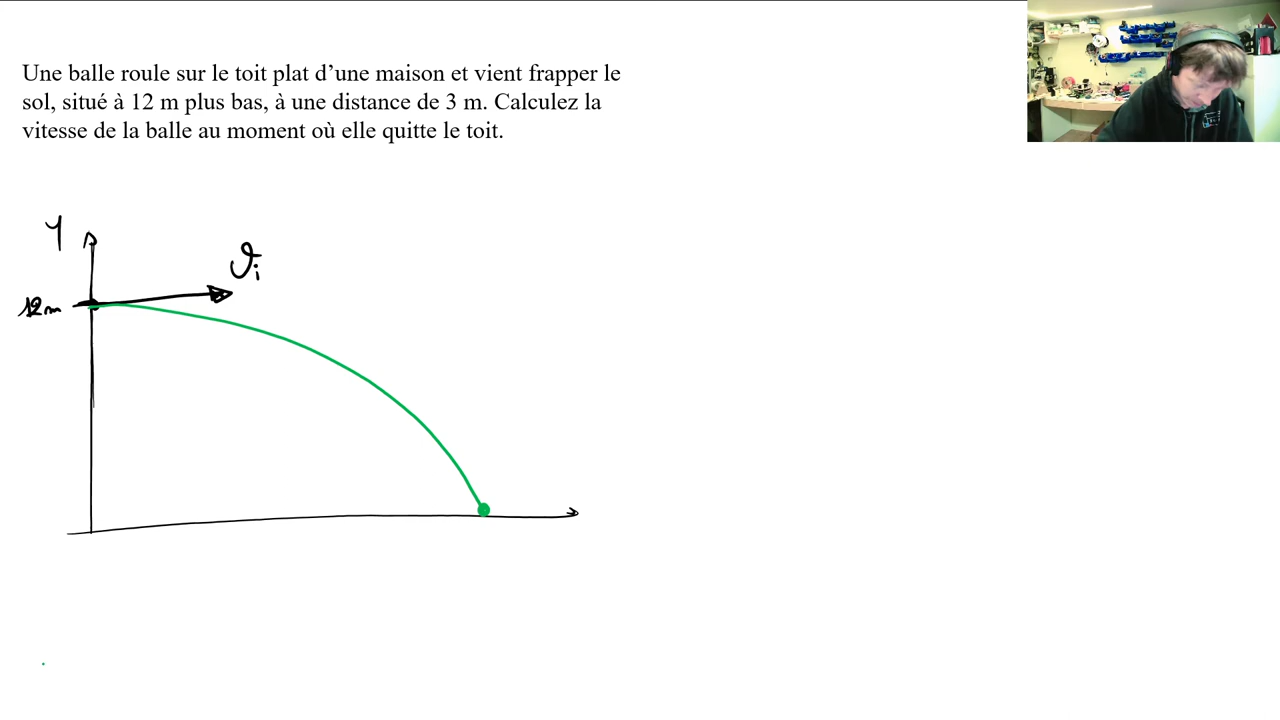 Une balle roule sur le toit plat d’une maison et vient frapper le
sol, situé à 12 m plus bas, à une distance de 3 m. Calculez la
vitesse de la balle au moment où elle quitte le toit.
Y
ϑi
12m